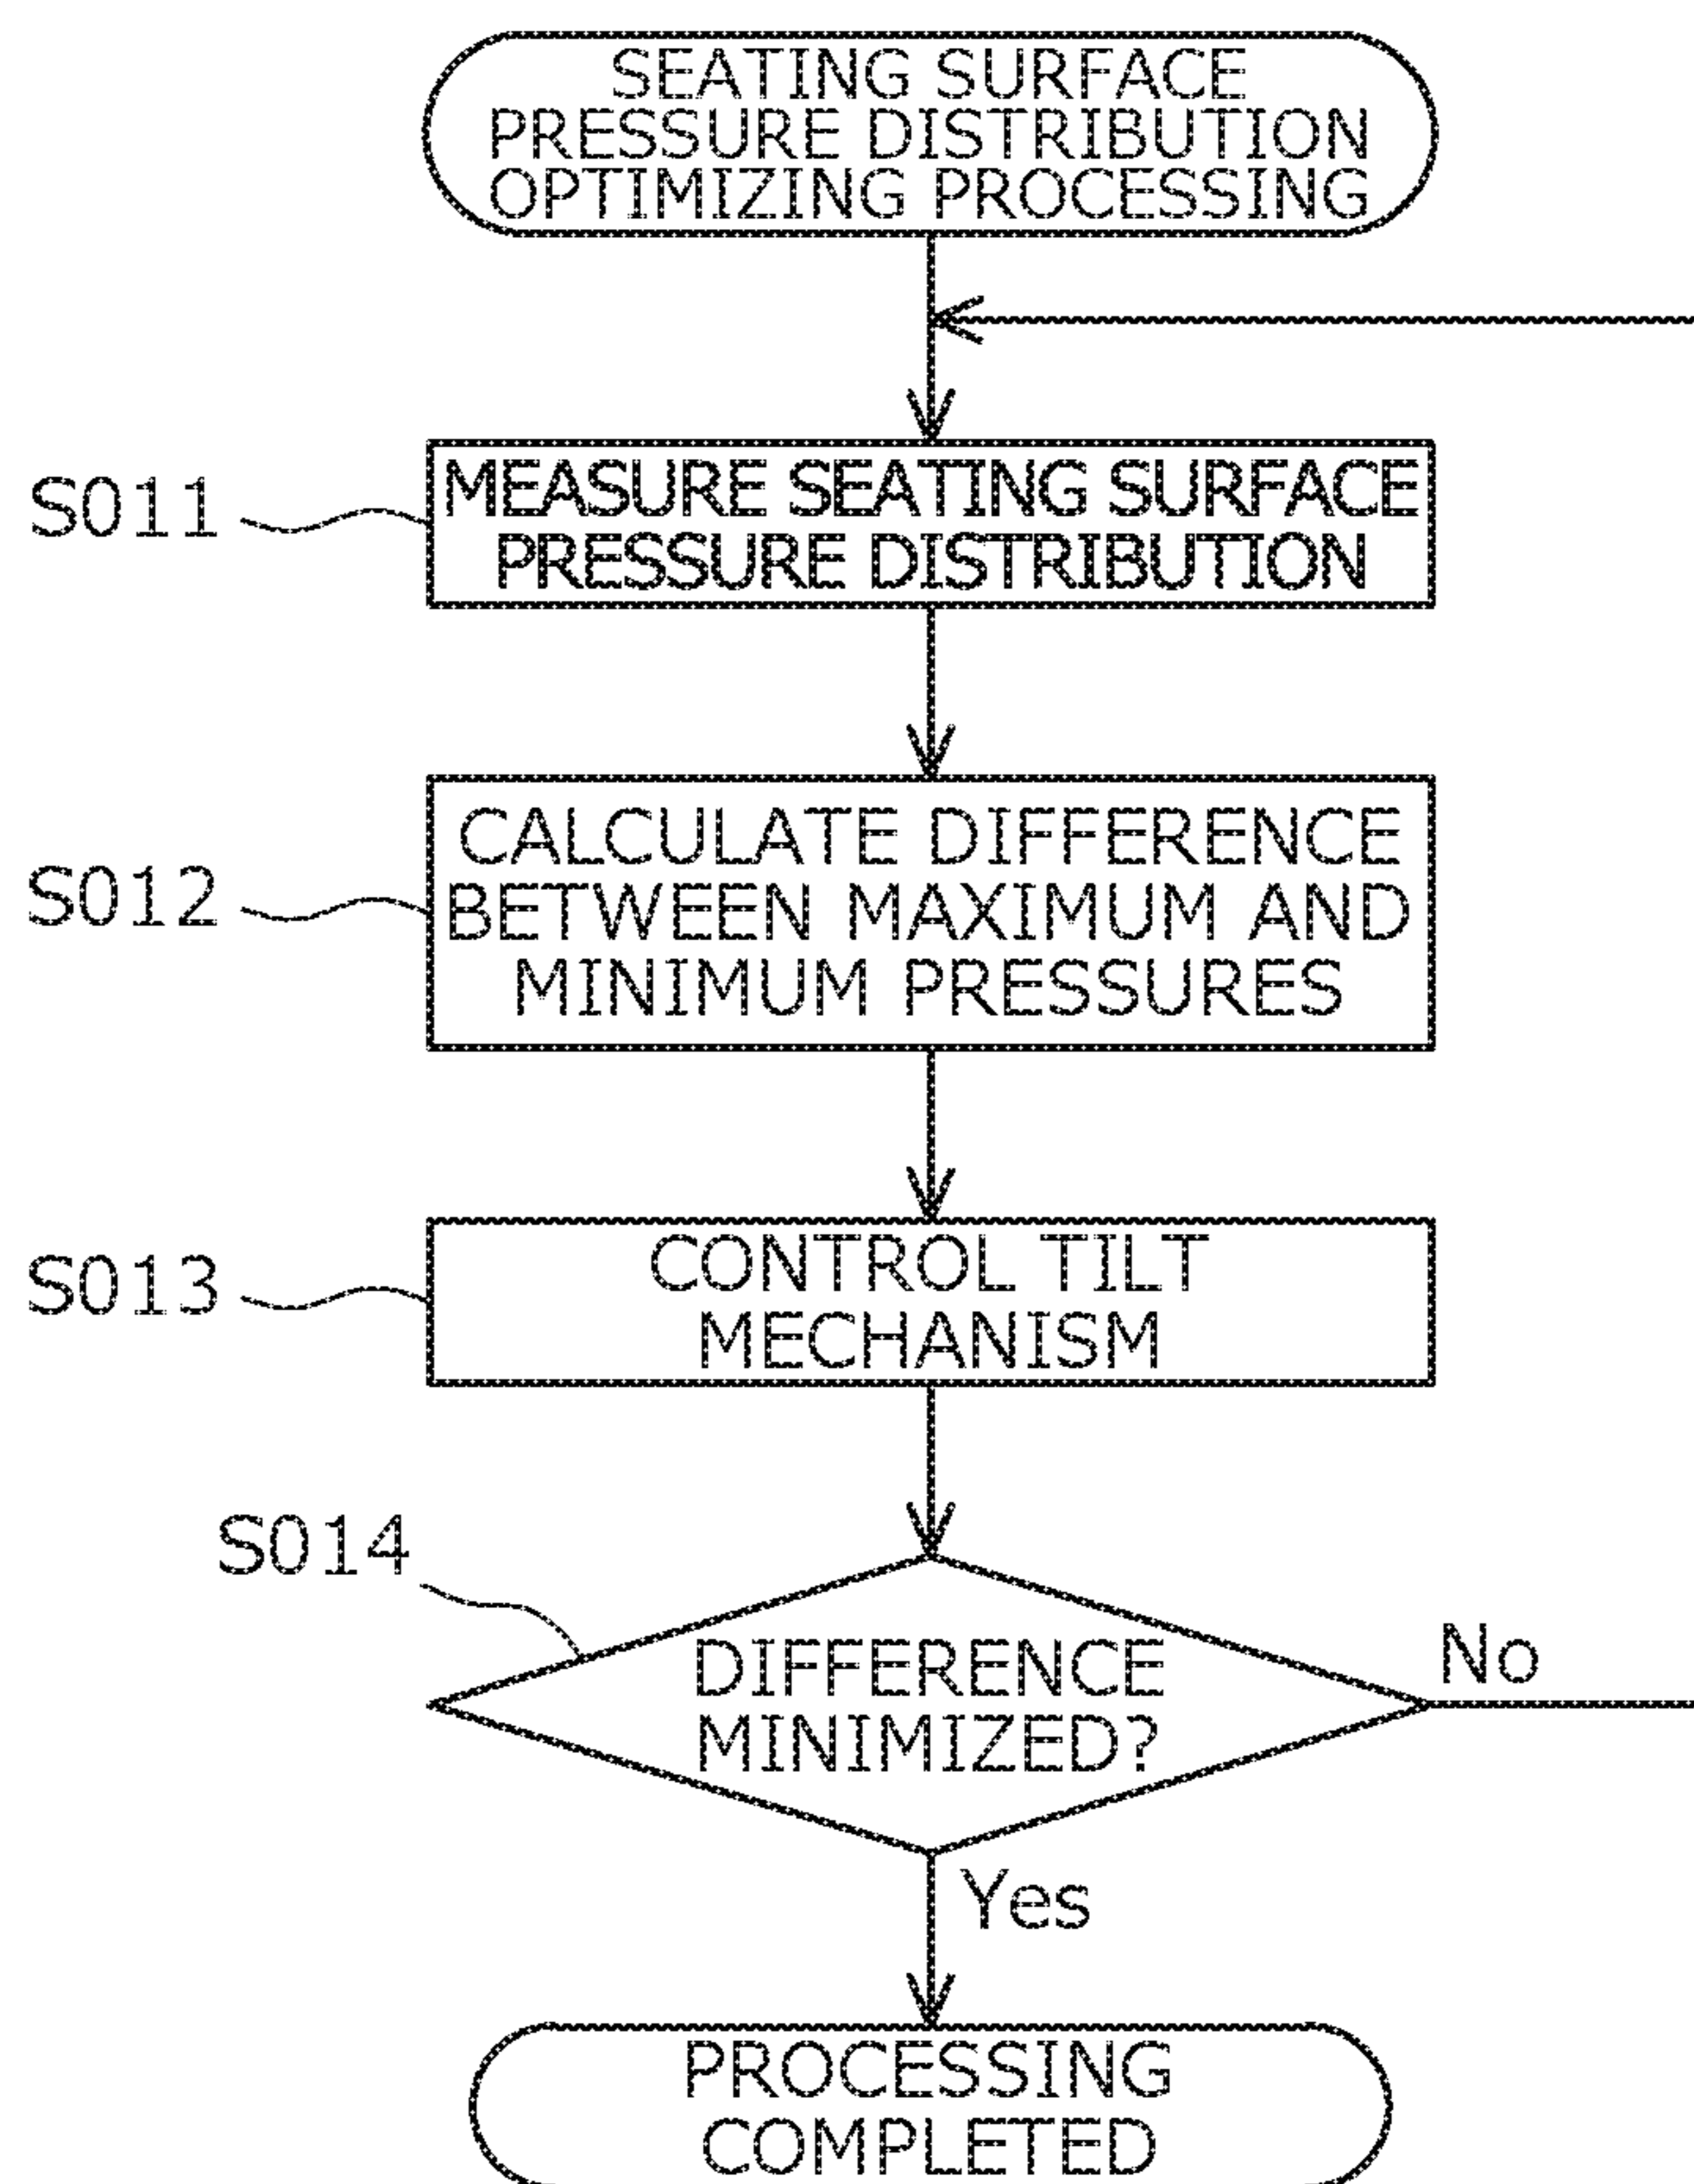 SEATING SURFACE
PRESSURE DISTRIBUTION
OPTIMIZING PROCESSING
S011
MEASURE SEATING SURFACE
PRESSURE DISTRIBUTION
S012
CALCULATE DIFFERENCE
BETWEEN MAXIMUM AND
MINIMUM PRESSURES
S013
CONTROL TILT
MECHANISM
S014
DIFFERENCE
MINIMIZED?
No
Yes
PROCESSING
COMPLETED